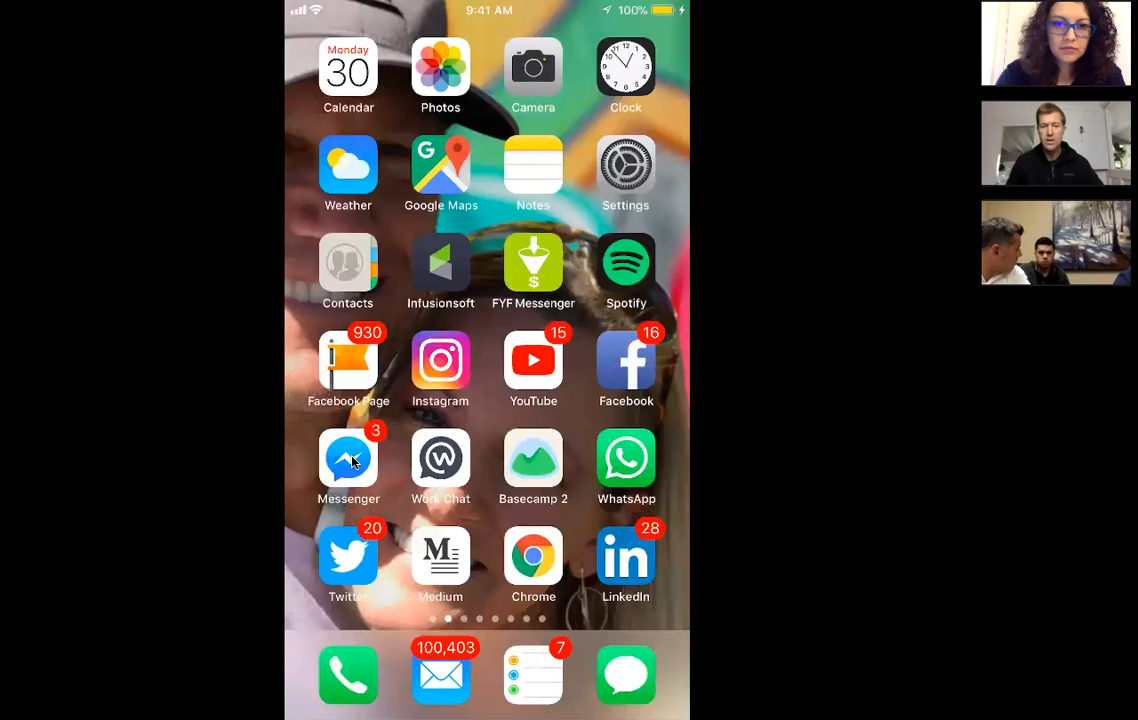 9:41 AM 100%
Monday
30
Calendar Photos Camera Clock
G
Weather Google Maps Notes Settings
$
Contacts Infusionsoft FYF Messenger Spotify
930 15 16
f
Facebook Page Instagram YouTube Facebook
3
W
Messenger Work Chat Basecamp 2 WhatsApp
20 28
M in
Twitter Medium Chrome LinkedIn
100,403 7